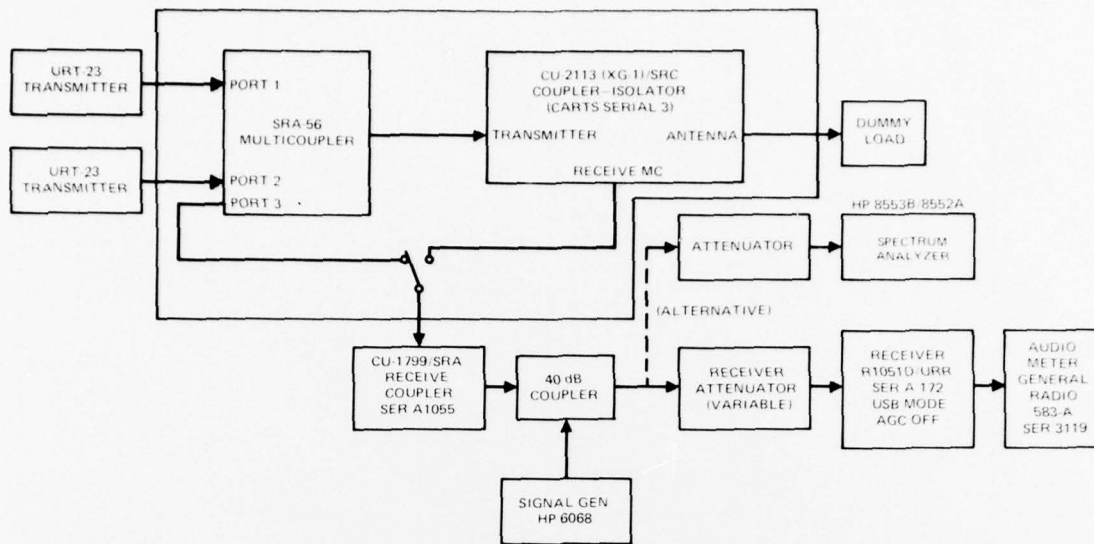 URT-23
TRANSMITTER
URT-23
TRANSMITTER
PORT 1
SRA-56
MULTICOUPLER
PORT 2
PORT 3
CU-2113 (XG-1)/SRC
COUPLER-ISOLATOR
(CARTS SERIAL 3)
TRANSMITTER ANTENNA
RECEIVE MC
DUMMY
LOAD
HP 8553B/8552A
ATTENUATOR
SPECTRUM
ANALYZER
(ALTERNATIVE)
CU-1799/SRA
RECEIVE
COUPLER
SER A1055
40 dB
COUPLER
RECEIVER
ATTENUATOR
(VARIABLE)
RECEIVER
R1051D/URR
SER A 172
USB MODE
AGC OFF
AUDIO
METER
GENERAL
RADIO
583-A
SER 3119
SIGNAL GEN
HP 6068